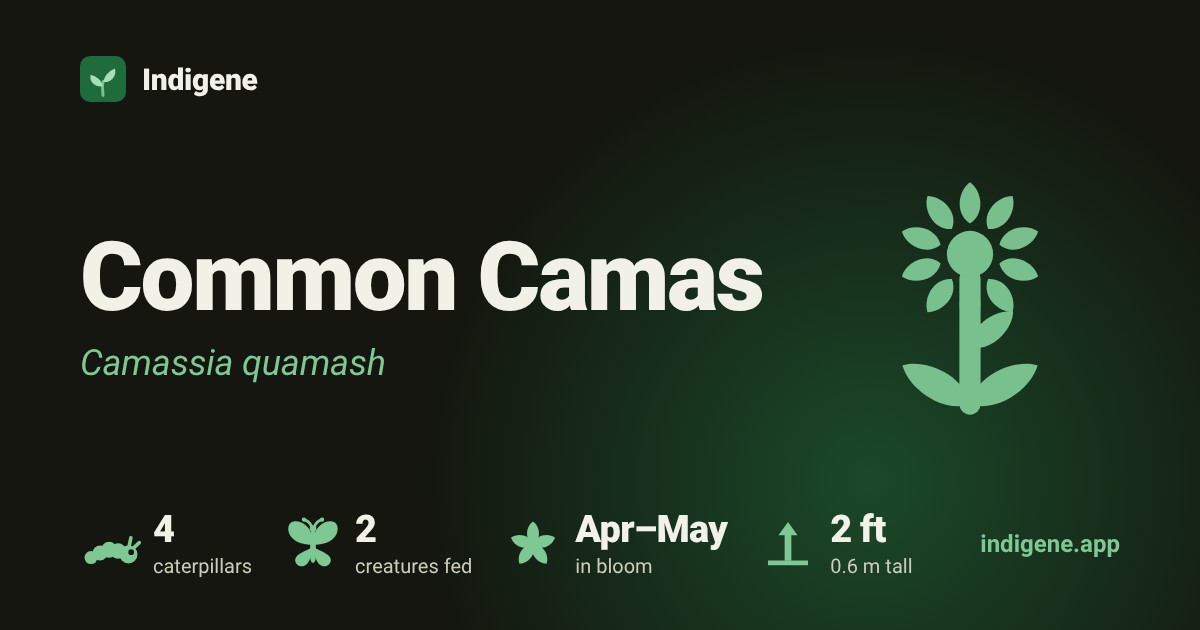 Indigene
Common Camas
Camassia quamash
4
caterpillars
2
creatures fed
Apr–May
in bloom
2 ft
0.6 m tall
indigene.app